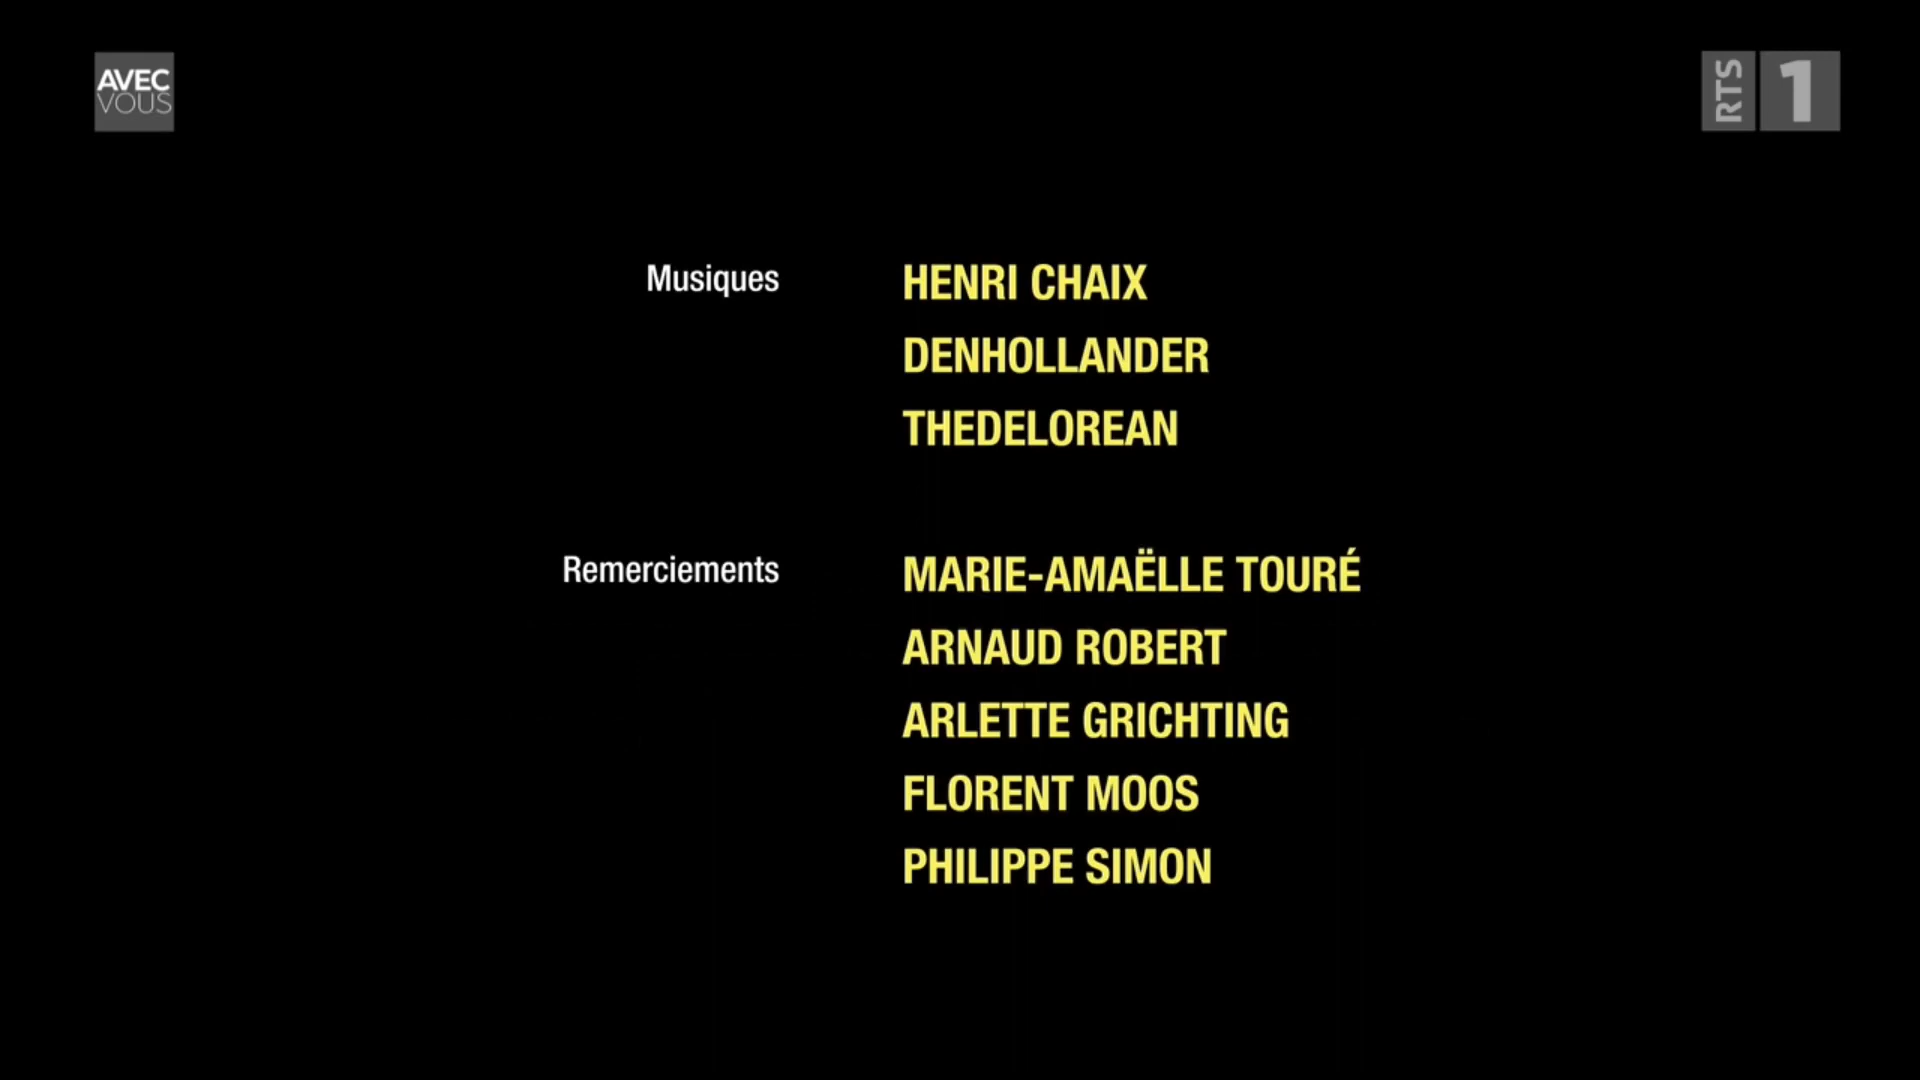 AVEC
VOUS
RTS 1
Musiques HENRI CHAIX
DENHOLLANDER
THEDELOREAN
Remerciements MARIE-AMAËLLE TOURÉ
ARNAUD ROBERT
ARLETTE GRICHTING
FLORENT MOOS
PHILIPPE SIMON